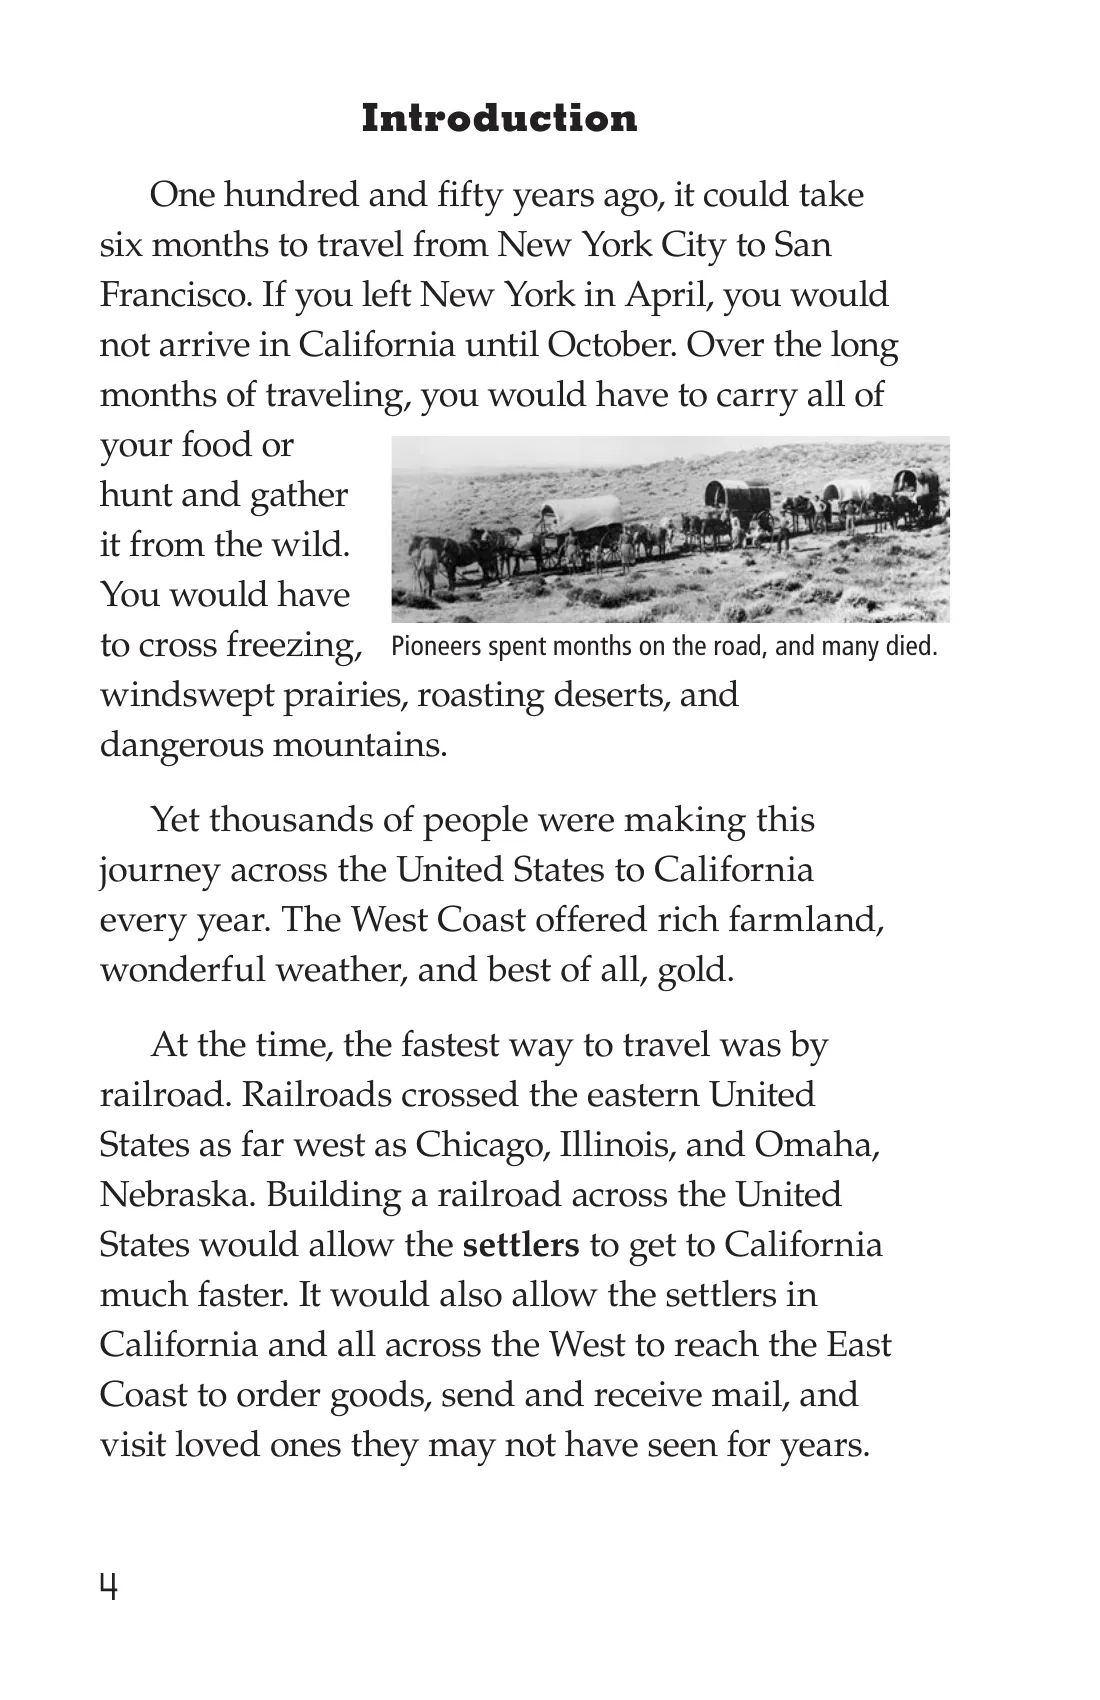 Introduction
One hundred and fifty years ago, it could take
six months to travel from New York City to San
Francisco. If you left New York in April, you would
not arrive in California until October. Over the long
months of traveling, you would have to carry all of
your food or
hunt and gather
it from the wild.
You would have
to cross freezing,
windswept prairies, roasting deserts, and
dangerous mountains.
Pioneers spent months on the road, and many died.
Yet thousands of people were making this
journey across the United States to California
every year. The West Coast offered rich farmland,
wonderful weather, and best of all, gold.
At the time, the fastest way to travel was by
railroad. Railroads crossed the eastern United
States as far west as Chicago, Illinois, and Omaha,
Nebraska. Building a railroad across the United
States would allow the settlers to get to California
much faster. It would also allow the settlers in
California and all across the West to reach the East
Coast to order goods, send and receive mail, and
visit loved ones they may not have seen for years.
4